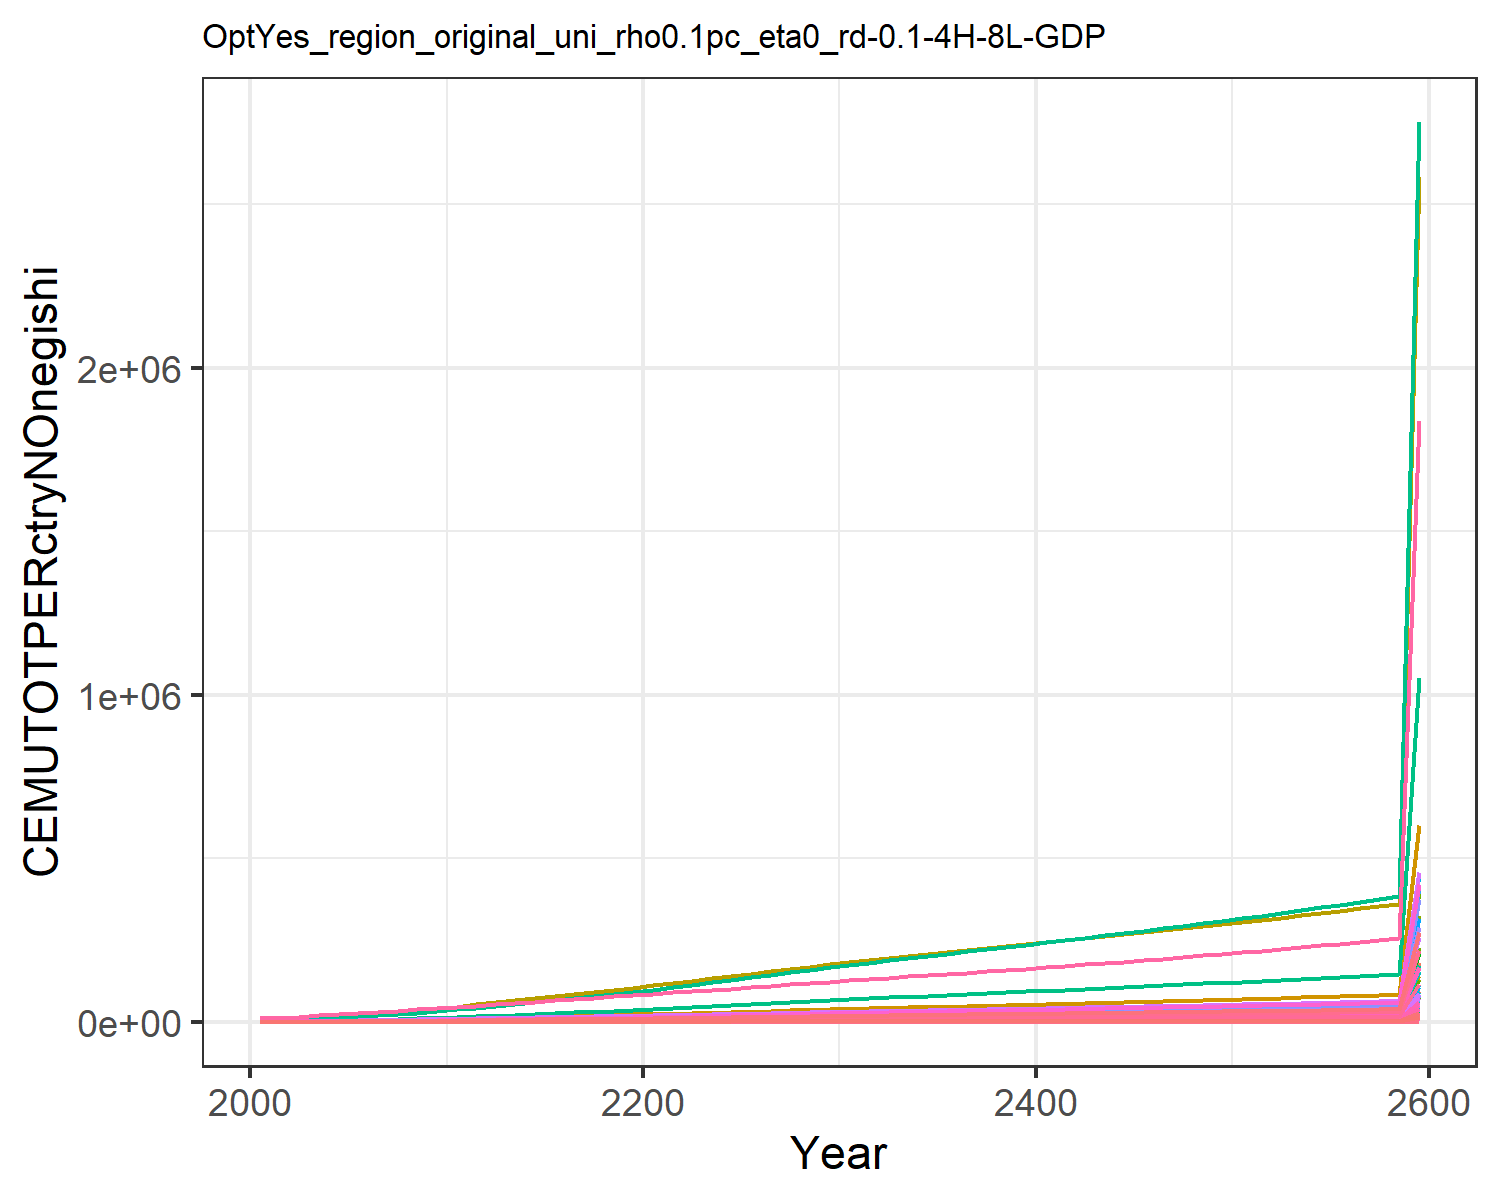 OptYes_region_original_uni_rho0.1pc_eta0_rd-0.1-4H-8L-GDP
CEMUTOTPERctryNOnegishi
2e+06
1e+06
0e+00
2000 2200 2400 2600
Year